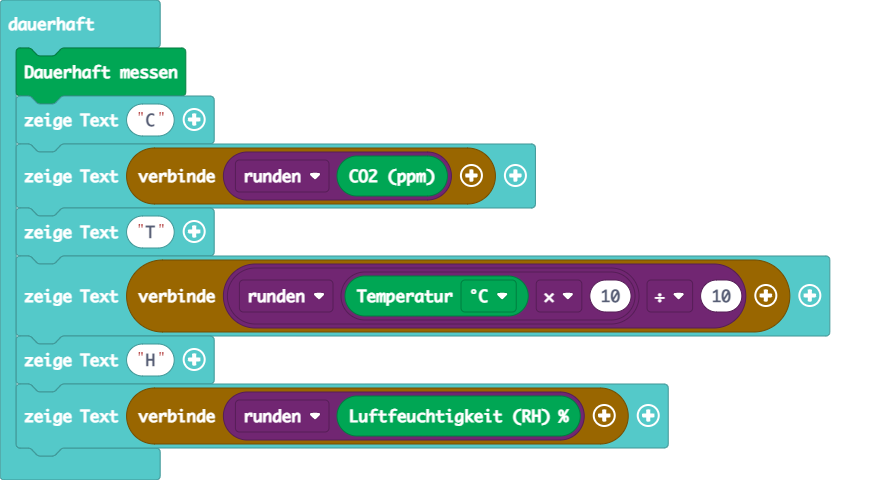 dauerhaft
Dauerhaft messen
zeige Text "C"
zeige Text verbinde runden CO2 (ppm)
zeige Text "T"
zeige Text verbinde runden Temperatur °C × 10 ÷ 10
zeige Text "H"
zeige Text verbinde runden Luftfeuchtigkeit (RH) %